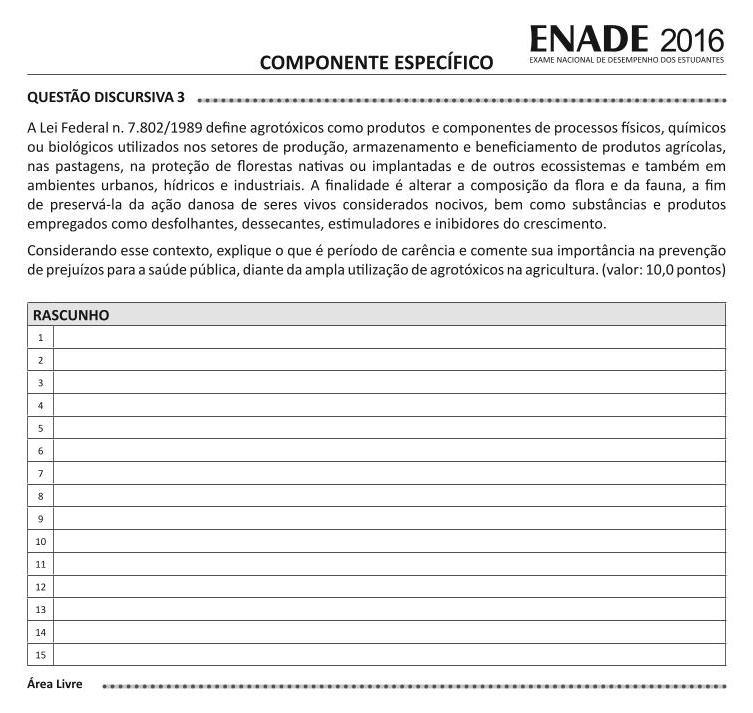 ENADE 2016
EXAME NACIONAL DE DESEMPENHO DOS ESTUDANTES
COMPONENTE ESPECÍFICO
QUESTÃO DISCURSIVA 3
A Lei Federal n. 7.802/1989 define agrotóxicos como produtos e componentes de processos físicos, químicos
ou biológicos utilizados nos setores de produção, armazenamento e beneficiamento de produtos agrícolas,
nas pastagens, na proteção de florestas nativas ou implantadas e de outros ecossistemas e também em
ambientes urbanos, hídricos e industriais. A finalidade é alterar a composição da flora e da fauna, a fim
de preservá-la da ação danosa de seres vivos considerados nocivos, bem como substâncias e produtos
empregados como desfolhantes, dessecantes, estimuladores e inibidores do crescimento.
Considerando esse contexto, explique o que é período de carência e comente sua importância na prevenção
de prejuízos para a saúde pública, diante da ampla utilização de agrotóxicos na agricultura. (valor: 10,0 pontos)
RASCUNHO
1
2
3
4
5
6
7
8
9
10
11
12
13
14
15
Área Livre